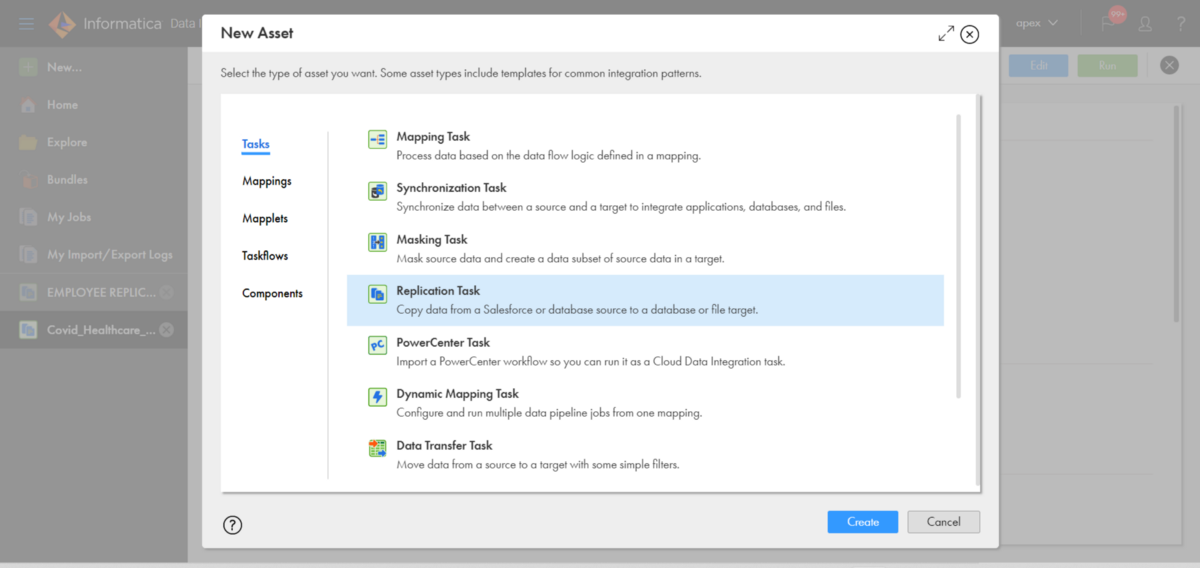 Informatica Data
New Asset
apex
99+
?
New...
Select the type of asset you want. Some asset types include templates for common integration patterns.
Edit
Run
Home
Explore
Bundles
My Jobs
My Import/Export Logs
EMPLOYEE REPLIC...
Covid_Healthcare_...
Tasks
Mappings
Mapplets
Taskflows
Components
Mapping Task
Process data based on the data flow logic defined in a mapping.
Synchronization Task
Synchronize data between a source and a target to integrate applications, databases, and files.
Masking Task
Mask source data and create a data subset of source data in a target.
Replication Task
Copy data from a Salesforce or database source to a database or file target.
PC
PowerCenter Task
Import a PowerCenter workflow so you can run it as a Cloud Data Integration task.
Dynamic Mapping Task
Configure and run multiple data pipeline jobs from one mapping.
Data Transfer Task
Move data from a source to a target with some simple filters.
?
Create
Cancel